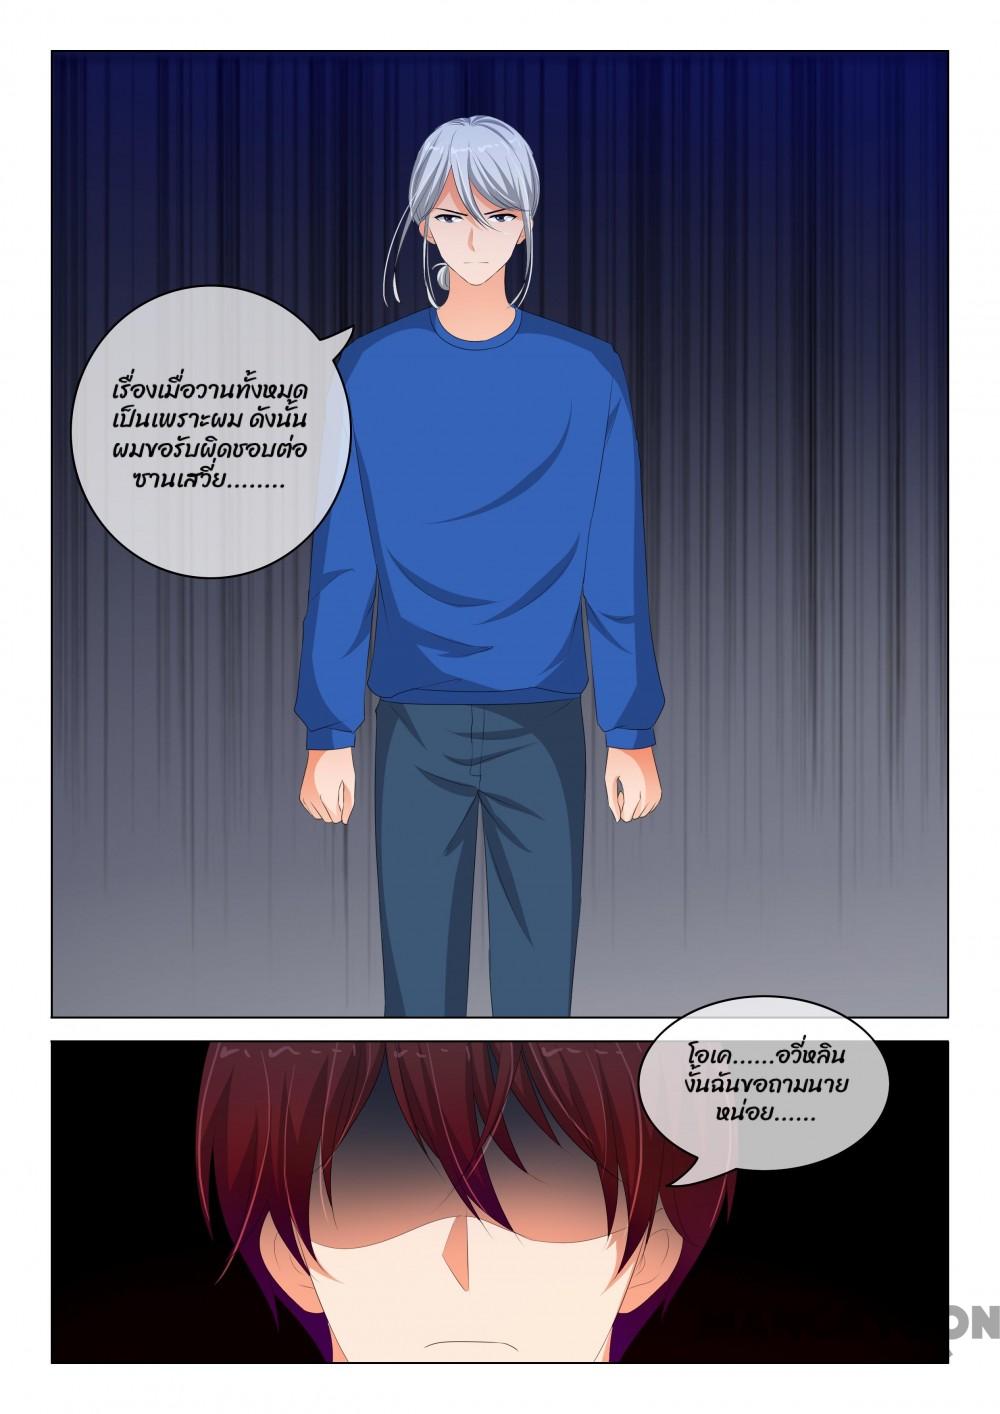 เรื่องเมื่อวานทั้งหมด
เป็นเพราะผม ดังนั้น
ผมขอรับผิดชอบต่อ
ซานเสวี่ย........
โอเค......อวี่หลิน
งั้นฉันขอถามนาย
หน่อย......